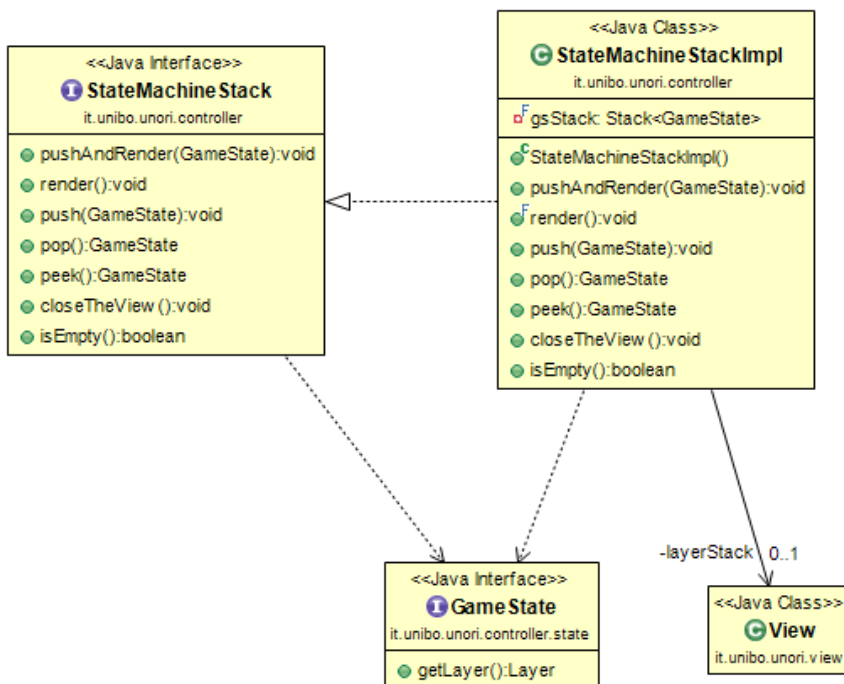 <<Java Interface>>
I StateMachineStack
it.unibo.unori.controller
pushAndRender(GameState):void
render():void
push(GameState):void
pop():GameState
peek():GameState
closeTheView():void
isEmpty():boolean
<<Java Class>>
C StateMachineStackImpl
it.unibo.unori.controller
F gsStack: Stack<GameState>
C StateMachineStackImpl()
pushAndRender(GameState):void
F render():void
push(GameState):void
pop():GameState
peek():GameState
closeTheView():void
isEmpty():boolean
-layerStack 0..1
<<Java Interface>>
I GameState
it.unibo.unori.controller.state
getLayer():Layer
<<Java Class>>
C View
it.unibo.unori.view